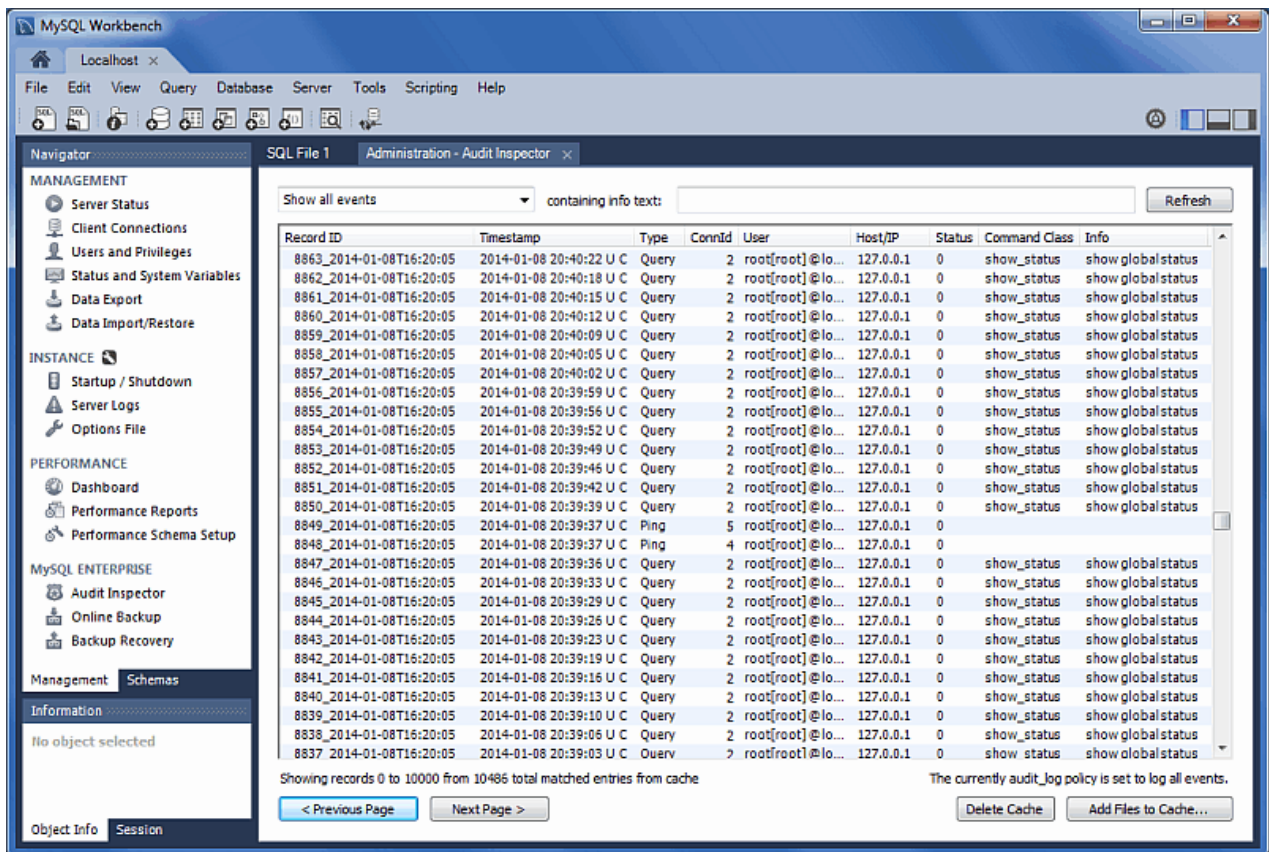 MySQL Workbench
Localhost ×
File Edit View Query Database Server Tools Scripting Help
Navigator
MANAGEMENT
Server Status
Client Connections
Users and Privileges
Status and System Variables
Data Export
Data Import/Restore
INSTANCE
Startup / Shutdown
Server Logs
Options File
PERFORMANCE
Dashboard
Performance Reports
Performance Schema Setup
MySQL ENTERPRISE
Audit Inspector
Online Backup
Backup Recovery
Management Schemas
Information
No object selected
Object Info Session
SQL File 1 Administration - Audit Inspector ×
Show all events containing info text: Refresh
Record ID Timestamp Type ConnId User Host/IP Status Command Class Info
8863_2014-01-08T16:20:05 2014-01-08 20:40:22 U C Query 2 root[root] @lo... 127.0.0.1 0 show_status show global status
8862_2014-01-08T16:20:05 2014-01-08 20:40:18 U C Query 2 root[root] @lo... 127.0.0.1 0 show_status show global status
8861_2014-01-08T16:20:05 2014-01-08 20:40:15 U C Query 2 root[root] @lo... 127.0.0.1 0 show_status show global status
8860_2014-01-08T16:20:05 2014-01-08 20:40:12 U C Query 2 root[root] @lo... 127.0.0.1 0 show_status show global status
8859_2014-01-08T16:20:05 2014-01-08 20:40:09 U C Query 2 root[root] @lo... 127.0.0.1 0 show_status show global status
8858_2014-01-08T16:20:05 2014-01-08 20:40:05 U C Query 2 root[root] @lo... 127.0.0.1 0 show_status show global status
8857_2014-01-08T16:20:05 2014-01-08 20:40:02 U C Query 2 root[root] @lo... 127.0.0.1 0 show_status show global status
8856_2014-01-08T16:20:05 2014-01-08 20:39:59 U C Query 2 root[root] @lo... 127.0.0.1 0 show_status show global status
8855_2014-01-08T16:20:05 2014-01-08 20:39:56 U C Query 2 root[root] @lo... 127.0.0.1 0 show_status show global status
8854_2014-01-08T16:20:05 2014-01-08 20:39:52 U C Query 2 root[root] @lo... 127.0.0.1 0 show_status show global status
8853_2014-01-08T16:20:05 2014-01-08 20:39:49 U C Query 2 root[root] @lo... 127.0.0.1 0 show_status show global status
8852_2014-01-08T16:20:05 2014-01-08 20:39:46 U C Query 2 root[root] @lo... 127.0.0.1 0 show_status show global status
8851_2014-01-08T16:20:05 2014-01-08 20:39:42 U C Query 2 root[root] @lo... 127.0.0.1 0 show_status show global status
8850_2014-01-08T16:20:05 2014-01-08 20:39:39 U C Query 2 root[root] @lo... 127.0.0.1 0 show_status show global status
8849_2014-01-08T16:20:05 2014-01-08 20:39:37 U C Ping 5 root[root] @lo... 127.0.0.1 0
8848_2014-01-08T16:20:05 2014-01-08 20:39:37 U C Ping 4 root[root] @lo... 127.0.0.1 0
8847_2014-01-08T16:20:05 2014-01-08 20:39:36 U C Query 2 root[root] @lo... 127.0.0.1 0 show_status show global status
8846_2014-01-08T16:20:05 2014-01-08 20:39:33 U C Query 2 root[root] @lo... 127.0.0.1 0 show_status show global status
8845_2014-01-08T16:20:05 2014-01-08 20:39:29 U C Query 2 root[root] @lo... 127.0.0.1 0 show_status show global status
8844_2014-01-08T16:20:05 2014-01-08 20:39:26 U C Query 2 root[root] @lo... 127.0.0.1 0 show_status show global status
8843_2014-01-08T16:20:05 2014-01-08 20:39:23 U C Query 2 root[root] @lo... 127.0.0.1 0 show_status show global status
8842_2014-01-08T16:20:05 2014-01-08 20:39:19 U C Query 2 root[root] @lo... 127.0.0.1 0 show_status show global status
8841_2014-01-08T16:20:05 2014-01-08 20:39:16 U C Query 2 root[root] @lo... 127.0.0.1 0 show_status show global status
8840_2014-01-08T16:20:05 2014-01-08 20:39:13 U C Query 2 root[root] @lo... 127.0.0.1 0 show_status show global status
8839_2014-01-08T16:20:05 2014-01-08 20:39:10 U C Query 2 root[root] @lo... 127.0.0.1 0 show_status show global status
8838_2014-01-08T16:20:05 2014-01-08 20:39:06 U C Query 2 root[root] @lo... 127.0.0.1 0 show_status show global status
8837_2014-01-08T16:20:05 2014-01-08 20:39:03 U C Query 2 root[root] @lo... 127.0.0.1 0 show_status show global status
Showing records 0 to 10000 from 10486 total matched entries from cache The currently audit_log policy is set to log all events.
< Previous Page Next Page > Delete Cache Add Files to Cache...